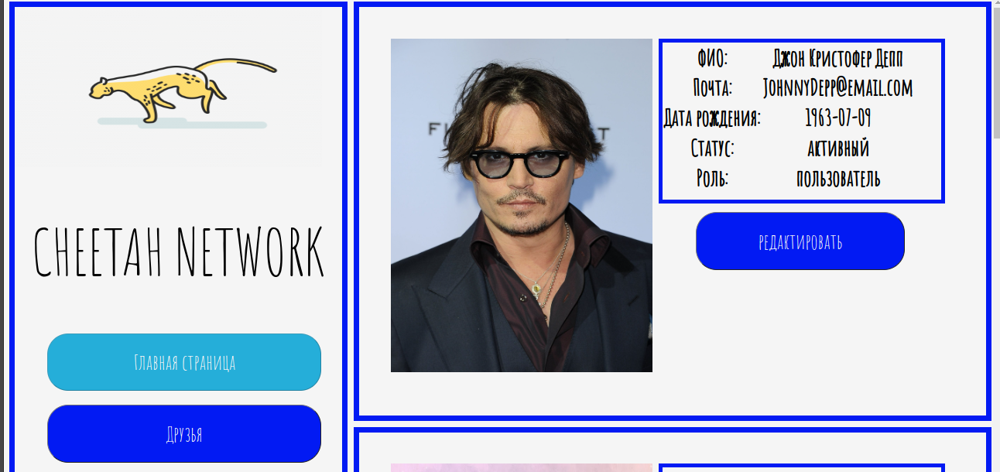 CHEETAH NETWORK
Главная страница
Друзья
ФИО: Джон Кристофер Депп
Почта: JohnnyDepp@email.com
Дата рождения: 1963-07-09
Статус: активный
Роль: пользователь
редактировать